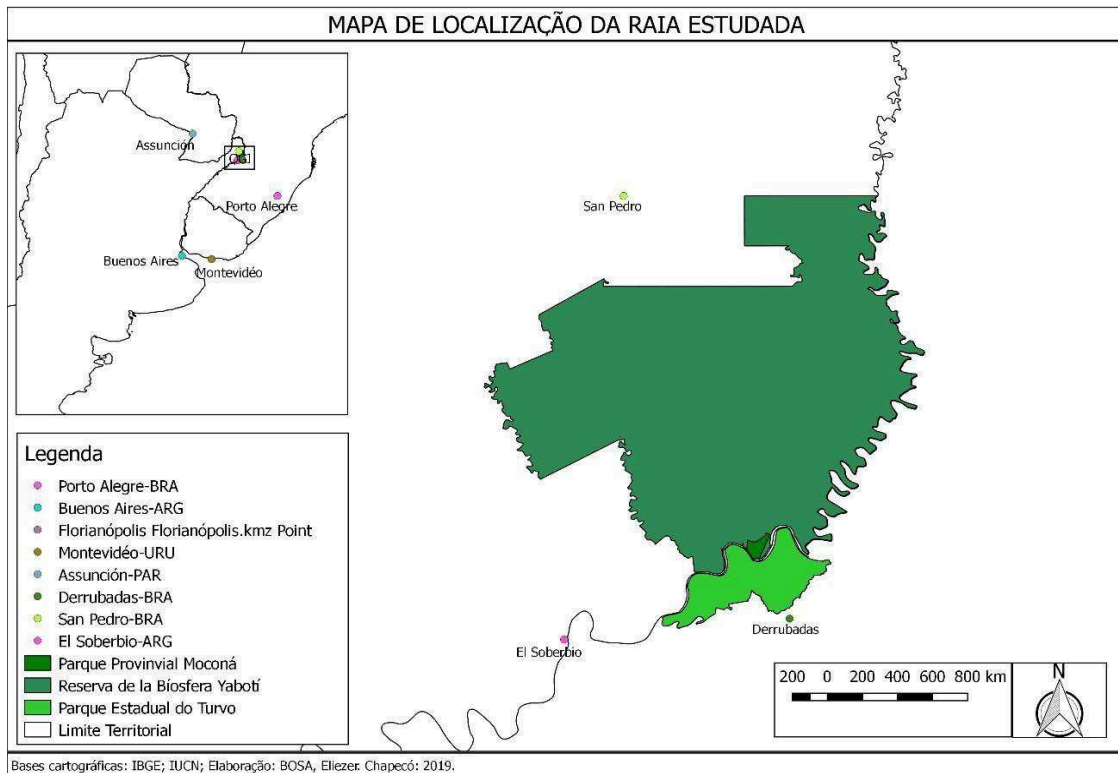 MAPA DE LOCALIZAÇÃO DA RAIA ESTUDADA
Assunción
Porto Alegre
Buenos Aires
Montevidéo
San Pedro
El Soberbio
Derrubadas
Legenda
Porto Alegre-BRA
Buenos Aires-ARG
Florianópolis Florianópolis.kmz Point
Montevidéo-URU
Assunción-PAR
Derrubadas-BRA
San Pedro-BRA
El Soberbio-ARG
Parque Provinvial Moconá
Reserva de la Bíosfera Yabotí
Parque Estadual do Turvo
Limite Territorial
200 0 200 400 600 800 km
N
Bases cartográficas: IBGE; IUCN; Elaboração: BOSA, Eliezer. Chapecó: 2019.